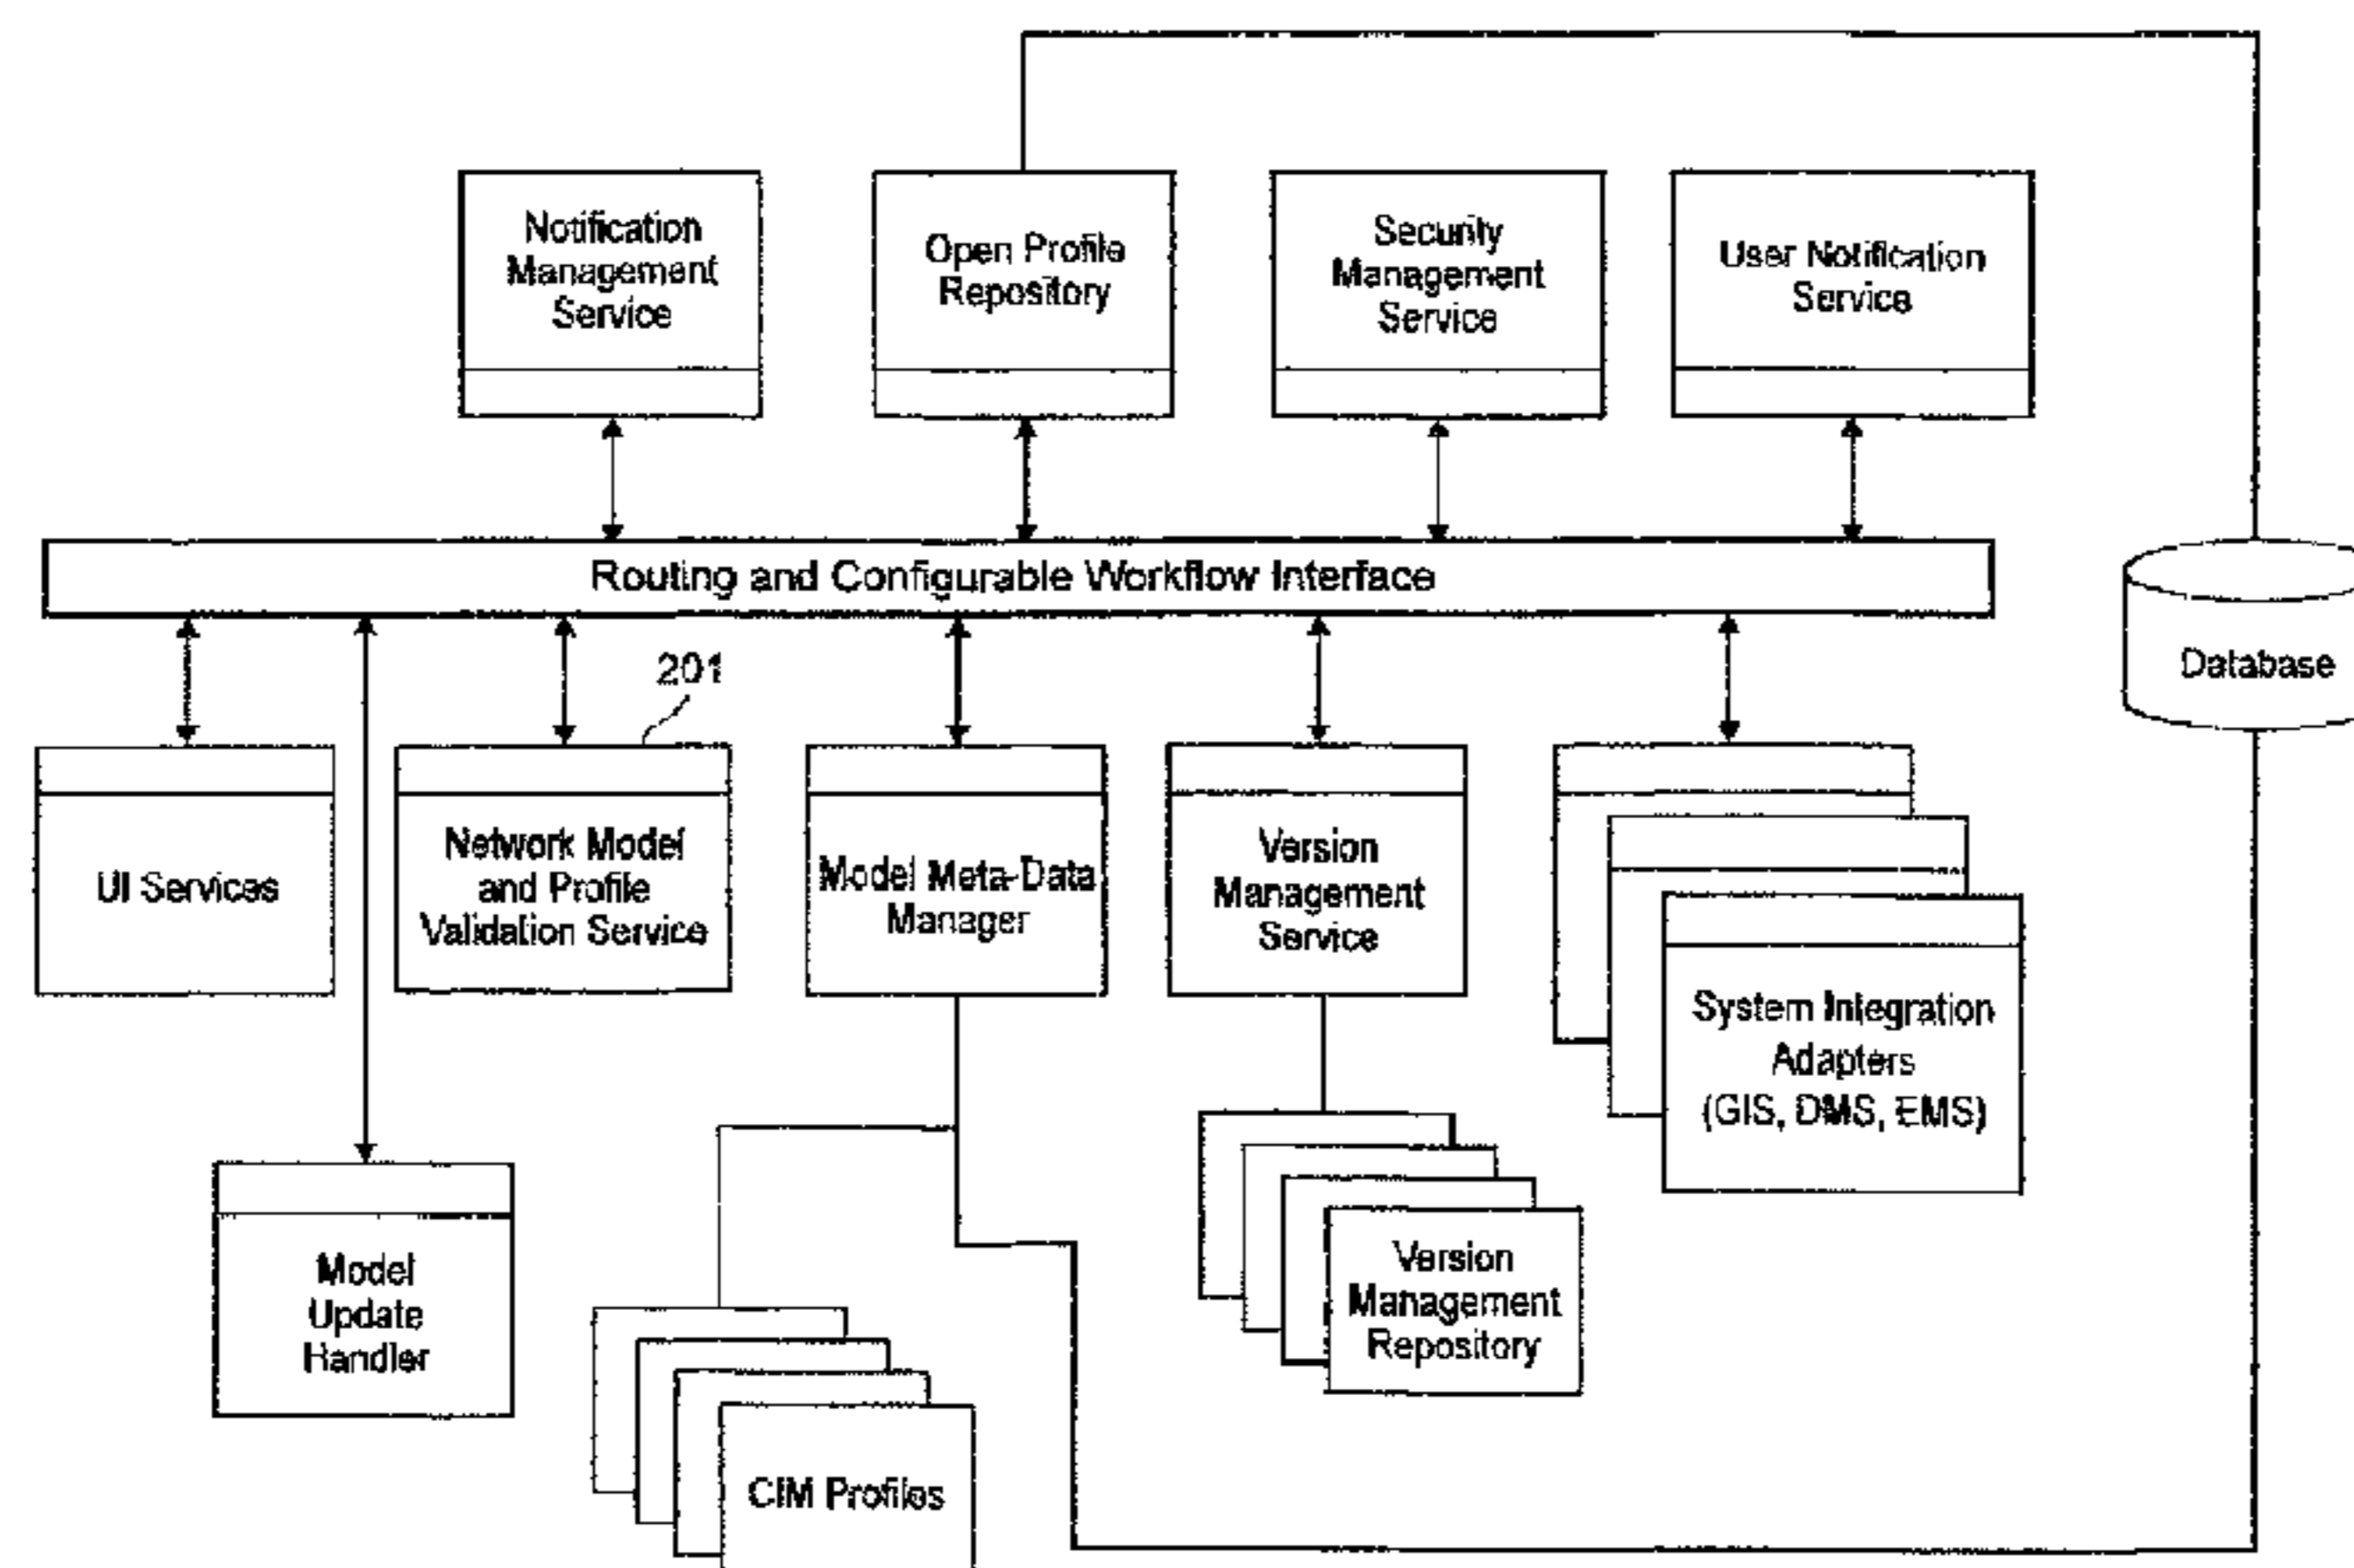 Notification
Management
Service
Open Profile
Repository
Security
Management
Service
User Notification
Service
Routing and Configurable Workflow Interface
Database
201
UI Services
Network Model
and Profile
Validation Service
Model Meta-Data
Manager
Version
Management
Service
System Integration
Adapters
(GIS, DMS, EMS)
Model
Update
Handler
Version
Management
Repository
CIM Profiles